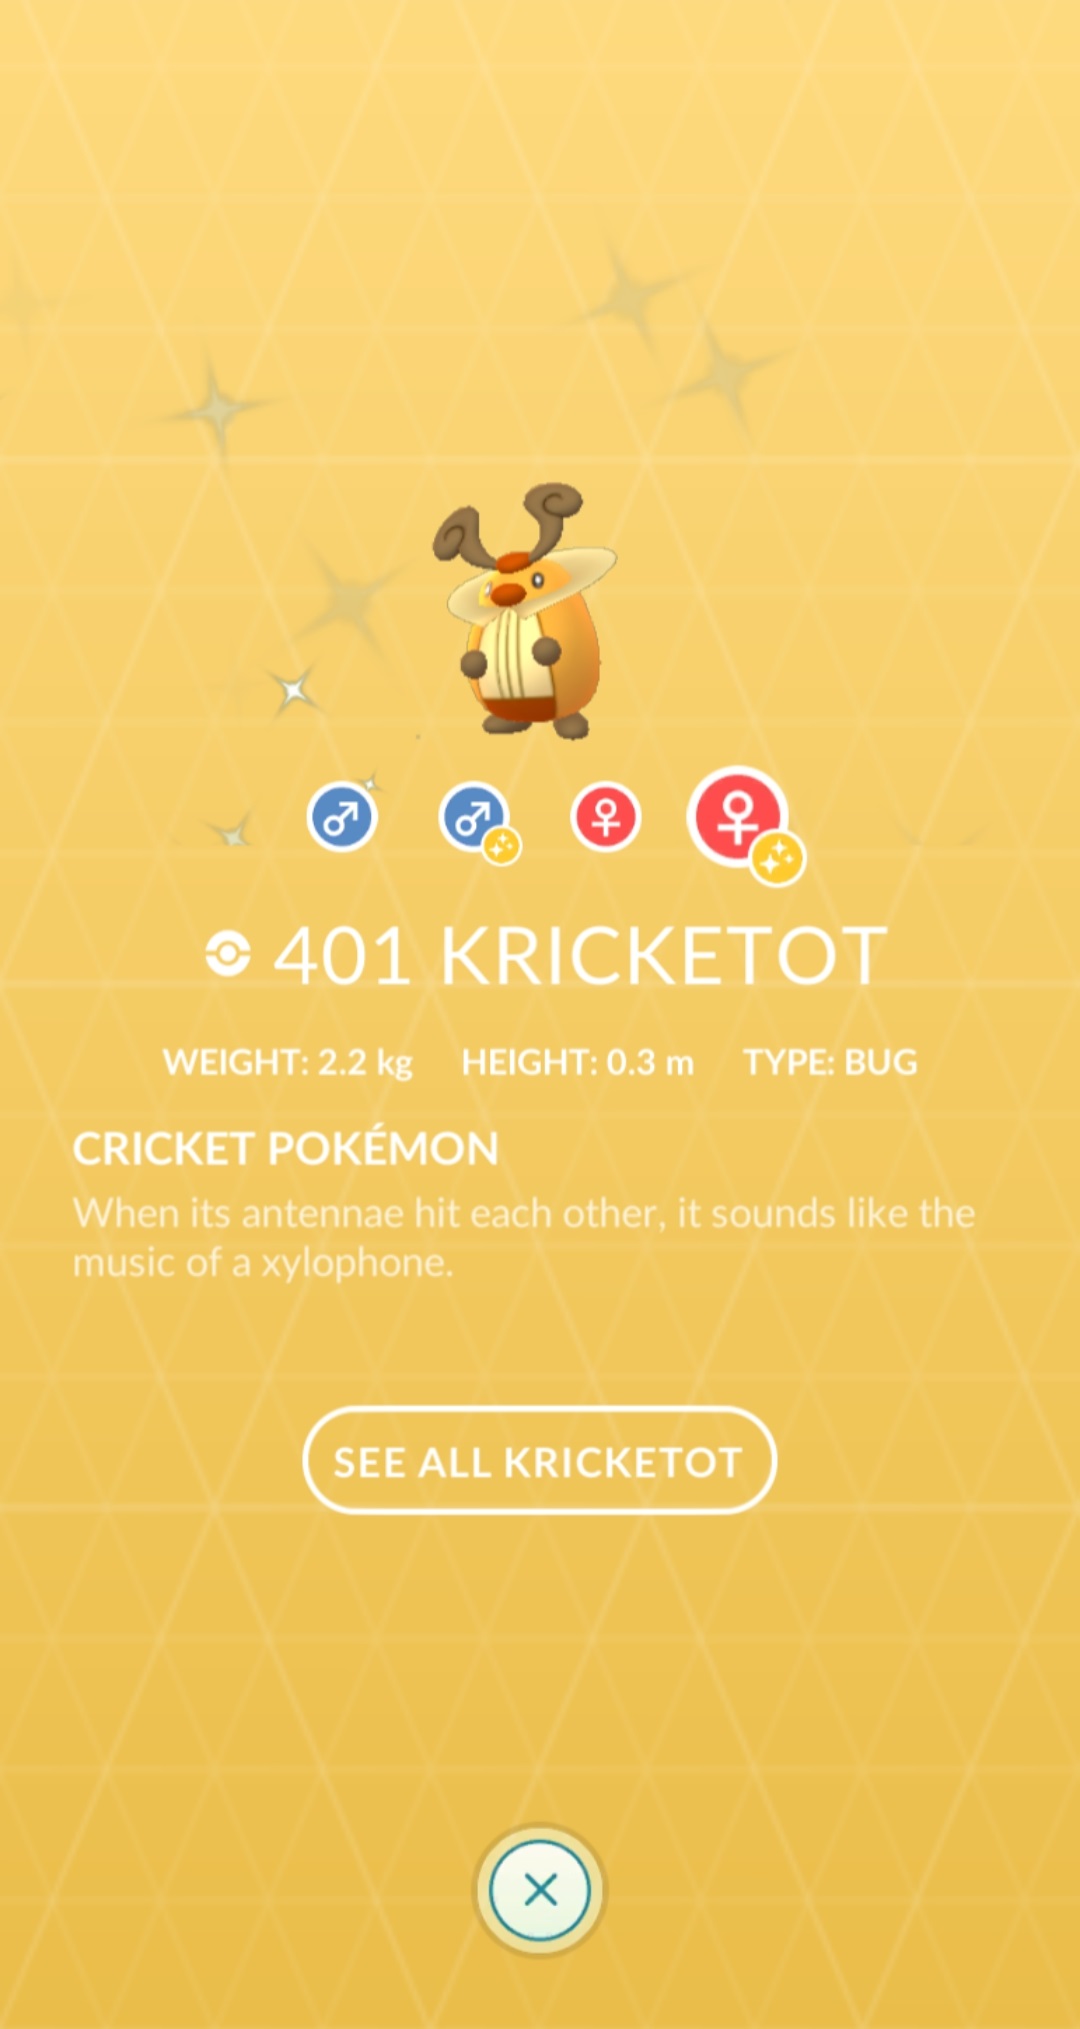 401 KRICKETOT
WEIGHT: 2.2 kg HEIGHT: 0.3 m TYPE: BUG
CRICKET POKÉMON
When its antennae hit each other, it sounds like the
music of a xylophone.
SEE ALL KRICKETOT